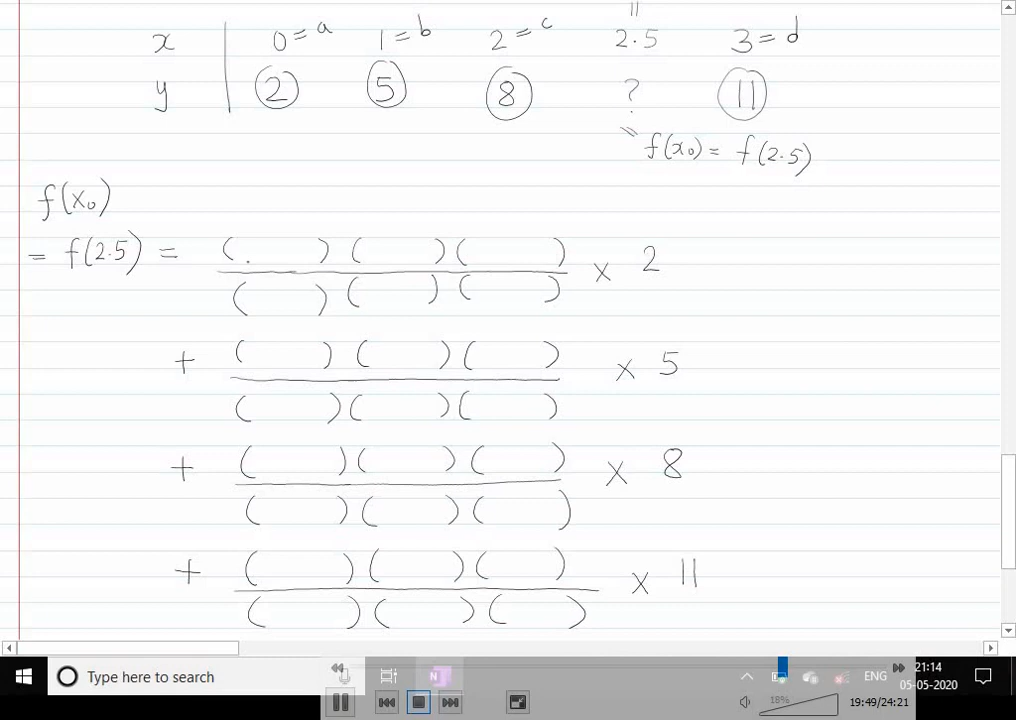 =
x | 0 = a 1 = b 2 = c 2.5 3 = d
y | 2 5 8 ? 11
= f(x₀) = f(2.5)
f(x₀)
= f(2.5) = (. ) ( ) ( ) / ( ) ( ) ( ) × 2
+ ( ) ( ) ( ) / ( ) ( ) ( ) × 5
+ ( ) ( ) ( ) / ( ) ( ) ( ) × 8
+ ( ) ( ) ( ) / ( ) ( ) ( ) × 11
Type here to search
N
ENG
21:14
05-05-2020
18%
19:49/24:21